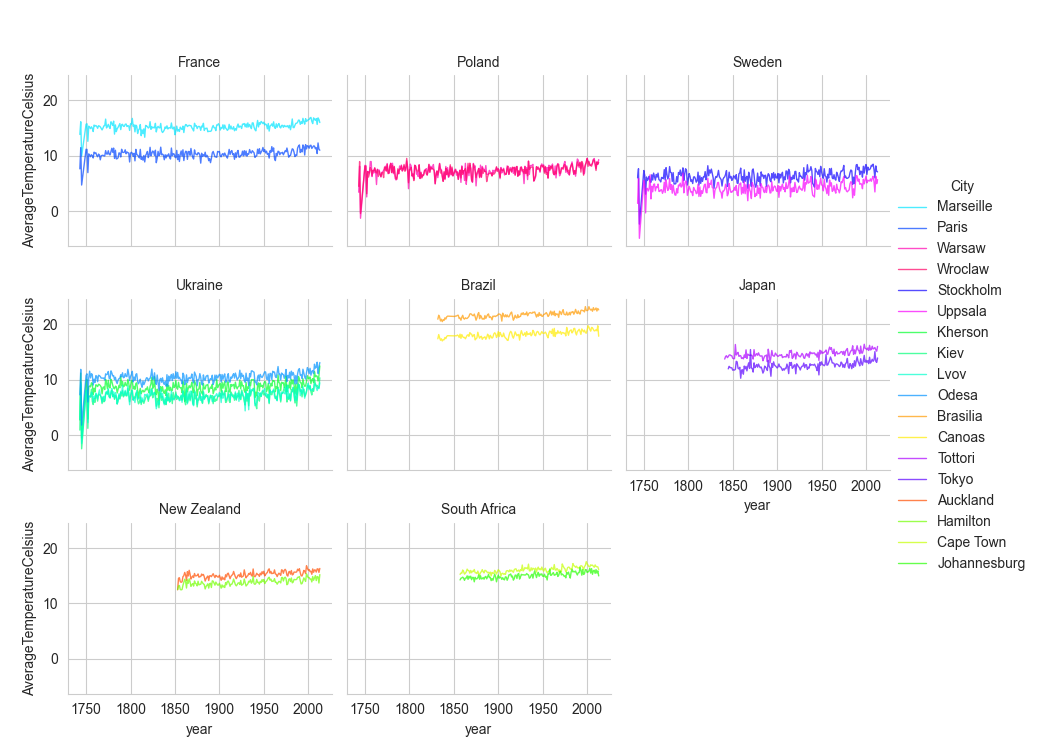 France
Poland
Sweden
AverageTemperatureCelsius
20
10
0
Ukraine
Brazil
Japan
AverageTemperatureCelsius
20
10
0
1750 1800 1850 1900 1950 2000
year
New Zealand
South Africa
AverageTemperatureCelsius
20
10
0
1750 1800 1850 1900 1950 2000
year
1750 1800 1850 1900 1950 2000
year
City
Marseille
Paris
Warsaw
Wroclaw
Stockholm
Uppsala
Kherson
Kiev
Lvov
Odesa
Brasilia
Canoas
Tottori
Tokyo
Auckland
Hamilton
Cape Town
Johannesburg